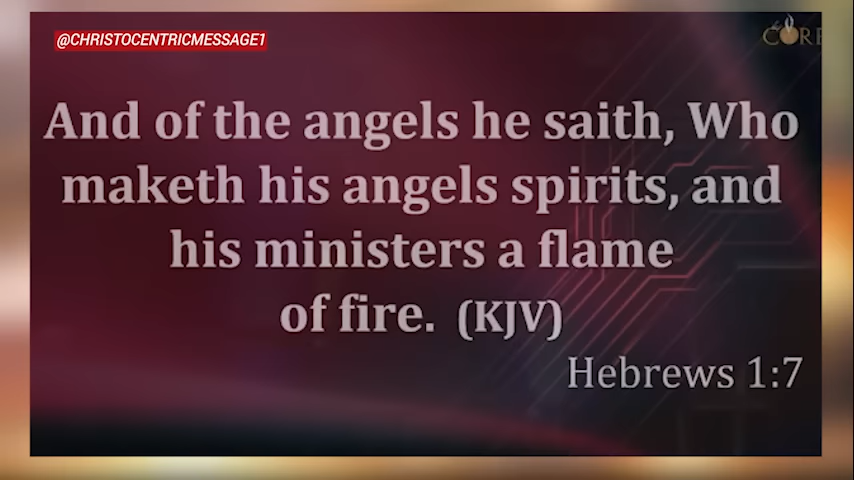 @CHRISTOCENTRICMESSAGE1
And of the angels he saith, Who
maketh his angels spirits, and
his ministers a flame
of fire. (KJV)
Hebrews 1:7